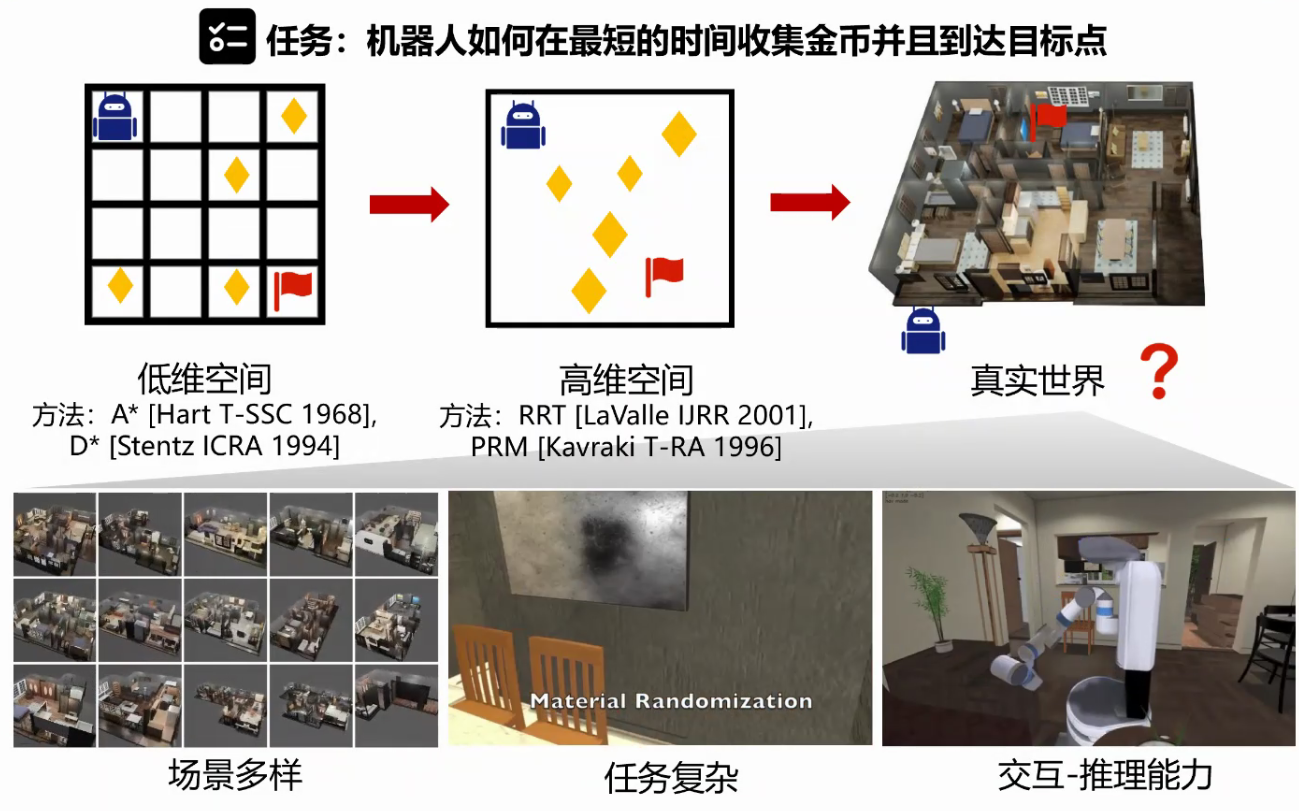 任务：机器人如何在最短的时间收集金币并且到达目标点
低维空间
方法：A* [Hart T-SSC 1968],
D* [Stentz ICRA 1994]
高维空间
方法：RRT [LaValle IJRR 2001],
PRM [Kavraki T-RA 1996]
真实世界 ?
Material Randomization
场景多样
任务复杂
交互-推理能力